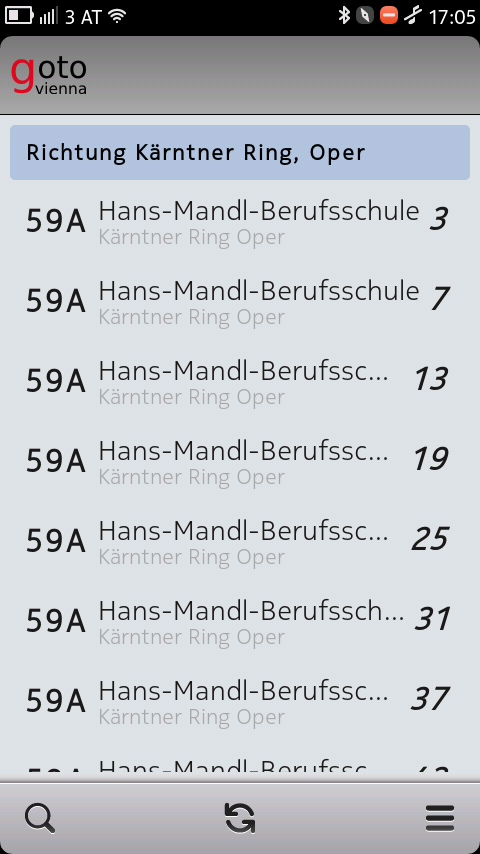 3 AT 17:05
goto
vienna
Richtung Kärntner Ring, Oper
59A Hans-Mandl-Berufsschule 3
Kärntner Ring Oper
59A Hans-Mandl-Berufsschule 7
Kärntner Ring Oper
59A Hans-Mandl-Berufssc... 13
Kärntner Ring Oper
59A Hans-Mandl-Berufssc... 19
Kärntner Ring Oper
59A Hans-Mandl-Berufssc... 25
Kärntner Ring Oper
59A Hans-Mandl-Berufssch... 31
Kärntner Ring Oper
59A Hans-Mandl-Berufssc... 37
Kärntner Ring Oper
59A Hans-Mandl-Berufssc